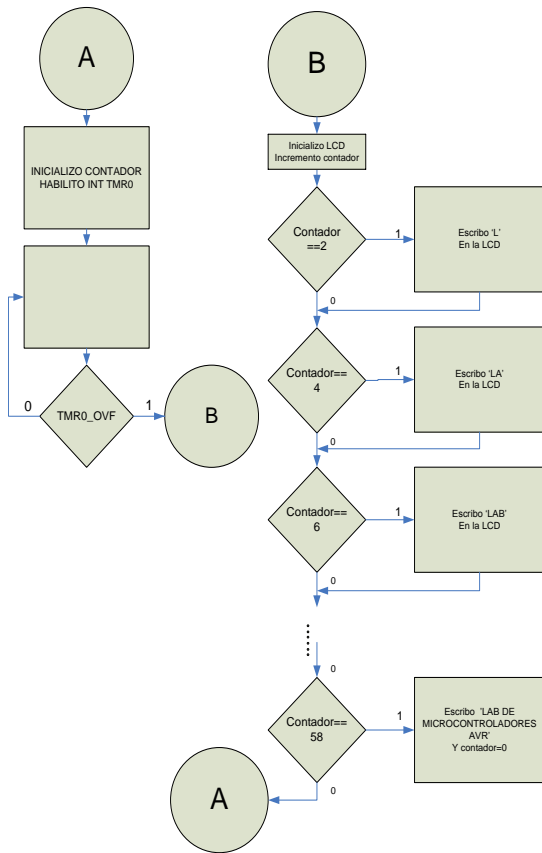 A
INICIALIZO CONTADOR
HABILITO INT TMR0
TMR0_OVF
0
1
B
B
Inicializo LCD
Incremento contador
Contador
==2
1
Escribo 'L'
En la LCD
0
Contador==
4
1
Escribo 'LA'
En la LCD
0
Contador==
6
1
Escribo 'LAB'
En la LCD
0
......
0
Contador==
58
1
Escribo 'LAB DE
MICROCONTROLADORES
AVR'
Y contador=0
0
A